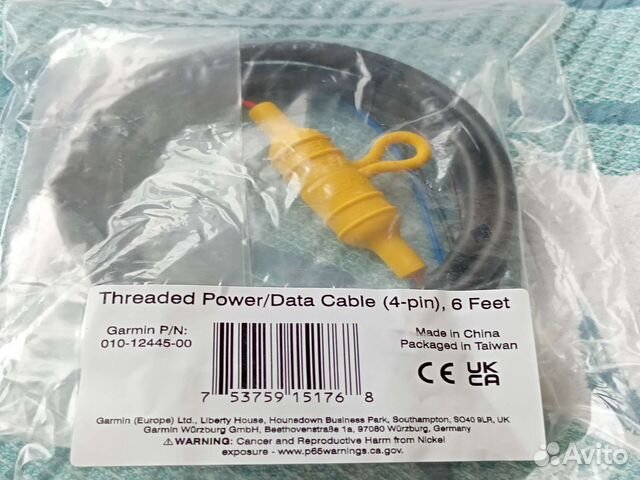 Threaded Power/Data Cable (4-pin), 6 Feet
Garmin P/N:
010-12445-00
7 53759 15176 8
Made in China
Packaged in Taiwan
CE UK
CA
Garmin (Europe) Ltd., Liberty House, Hounsdown Business Park, Southampton, SO40 9LR, UK
Garmin Würzburg GmbH, Beethovenstraße 1a, 97080 Würzburg, Germany
⚠WARNING: Cancer and Reproductive Harm from Nickel
exposure - www.p65warnings.ca.gov.
Avito